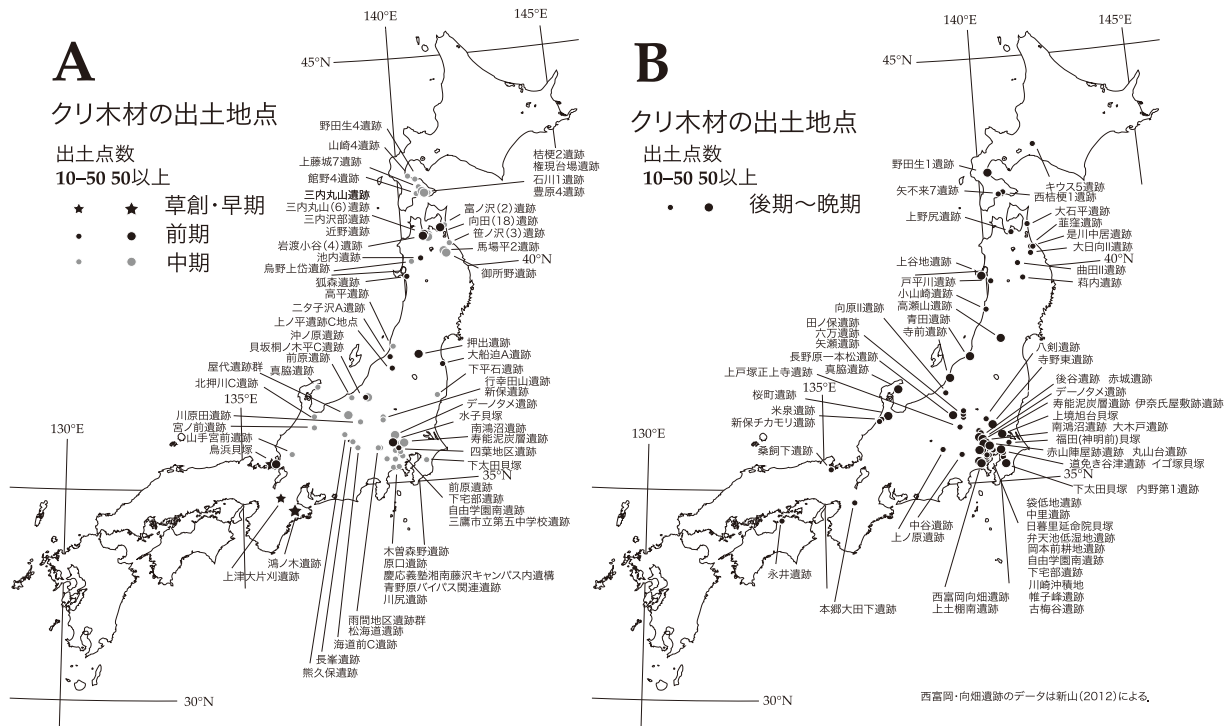 A
クリ木材の出土地点
出土点数
10–50 50以上
草創・早期
前期
中期
140°E
145°E
45°N
野田生4遺跡
山崎4遺跡
上藤城7遺跡
館野4遺跡
三内丸山遺跡
三内丸山(6)遺跡
三内沢部遺跡
近野遺跡
岩渡小谷(4)遺跡
池内遺跡
烏野上岱遺跡
狐森遺跡
高平遺跡
二タ子沢A遺跡
上ノ平遺跡C地点
沖ノ原遺跡
貝坂桐ノ木平C遺跡
前原遺跡
真脇遺跡
屋代遺跡群
北押川C遺跡
135°E
川原田遺跡
宮ノ前遺跡
山手宮前遺跡
鳥浜貝塚
130°E
桔梗2遺跡
権現台場遺跡
石川1遺跡
豊原4遺跡
富ノ沢(2)遺跡
向田(18)遺跡
笹ノ沢(3)遺跡
馬場平2遺跡
40°N
御所野遺跡
押出遺跡
大船迫A遺跡
下平石遺跡
行幸田山遺跡
新保遺跡
デーノタメ遺跡
水子貝塚
南鴻沼遺跡
寿能泥炭層遺跡
四葉地区遺跡
下太田貝塚
35°N
前原遺跡
下宅部遺跡
自由学園南遺跡
三鷹市立第五中学校遺跡
鴻ノ木遺跡
上津大片刈遺跡
木曽森野遺跡
原口遺跡
慶応義塾湘南藤沢キャンパス内遺構
青野原バイパス関連遺跡
川尻遺跡
雨間地区遺跡群
松海道遺跡
海道前C遺跡
長峯遺跡
熊久保遺跡
30°N
B
クリ木材の出土地点
出土点数
10–50 50以上
後期～晩期
140°E
145°E
45°N
野田生1遺跡
矢不来7遺跡
上野尻遺跡
キウス5遺跡
西桔梗1遺跡
大石平遺跡
韮窪遺跡
是川中居遺跡
大日向II遺跡
40°N
曲田II遺跡
科内遺跡
上谷地遺跡
戸平川遺跡
小山崎遺跡
高瀬山遺跡
向原II遺跡
青田遺跡
寺前遺跡
田ノ保遺跡
六万遺跡
矢瀬遺跡
長野原一本松遺跡
真脇遺跡
上戸塚正上寺遺跡
135°E
桜町遺跡
米泉遺跡
新保チカモリ遺跡
130°E
桑飼下遺跡
八剣遺跡
寺野東遺跡
後谷遺跡 赤城遺跡
デーノタメ遺跡
寿能泥炭層遺跡 伊奈氏屋敷跡遺跡
上境旭台貝塚
南鴻沼遺跡 大木戸遺跡
福田(神明前)貝塚
赤山陣屋跡遺跡 丸山台遺跡
道免き谷津遺跡 イゴ塚貝塚
35°N
下太田貝塚 内野第1遺跡
袋低地遺跡
中里遺跡
日暮里延命院貝塚
弁天池低湿地遺跡
岡本前耕地遺跡
自由学園南遺跡
下宅部遺跡
川崎沖積地
帷子峰遺跡
古梅谷遺跡
中谷遺跡
上ノ原遺跡
永井遺跡
本郷大田下遺跡
西富岡向畑遺跡
上土棚南遺跡
30°N
西富岡・向畑遺跡のデータは新山(2012)による.